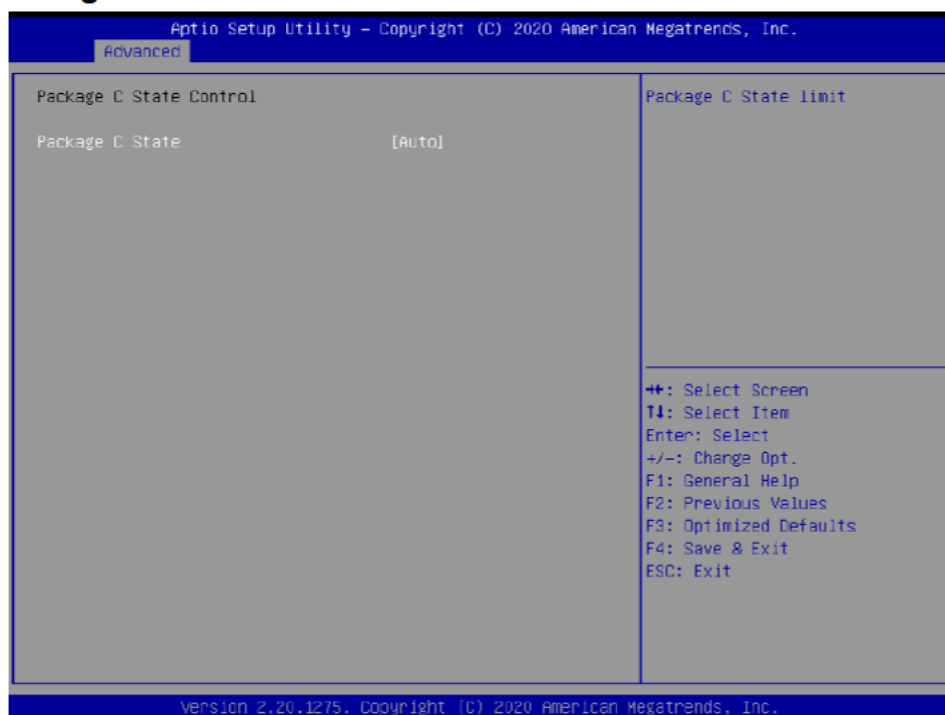 Aptio Setup Utility – Copyright (C) 2020 American Megatrends, Inc.
Advanced
Package C State Control
Package C State [Auto]
Package C State limit
→←: Select Screen
↑↓: Select Item
Enter: Select
+/-: Change Opt.
F1: General Help
F2: Previous Values
F3: Optimized Defaults
F4: Save & Exit
ESC: Exit
Version 2.20.1275. Copyright (C) 2020 American Megatrends, Inc.